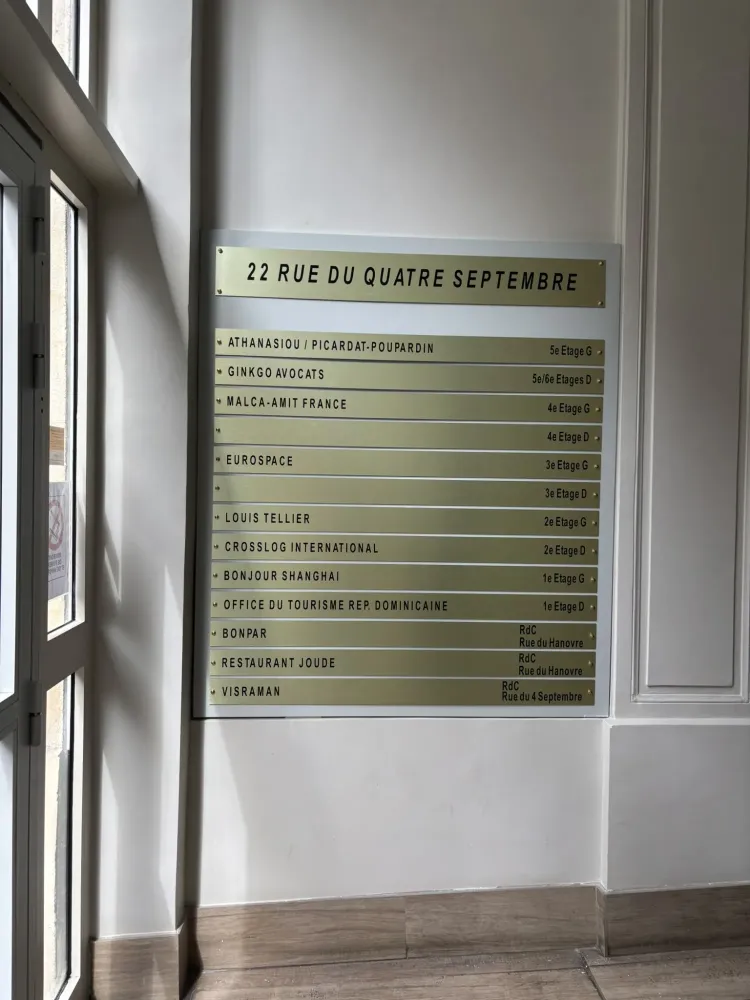 22 RUE DU QUATRE SEPTEMBRE
ATHANASIOU / PICARDAT-POUPARDIN 5e Etage G
GINKGO AVOCATS 5e/6e Etages D
MALCA-AMIT FRANCE 4e Etage G
4e Etage D
EUROSPACE 3e Etage G
3e Etage D
LOUIS TELLIER 2e Etage G
CROSSLOG INTERNATIONAL 2e Etage D
BONJOUR SHANGHAI 1e Etage G
OFFICE DU TOURISME REP. DOMINICAINE 1e Etage D
BONPAR RdC
Rue du Hanovre
RESTAURANT JOUDE RdC
Rue du Hanovre
VISRAMAN RdC
Rue du 4 Septembre